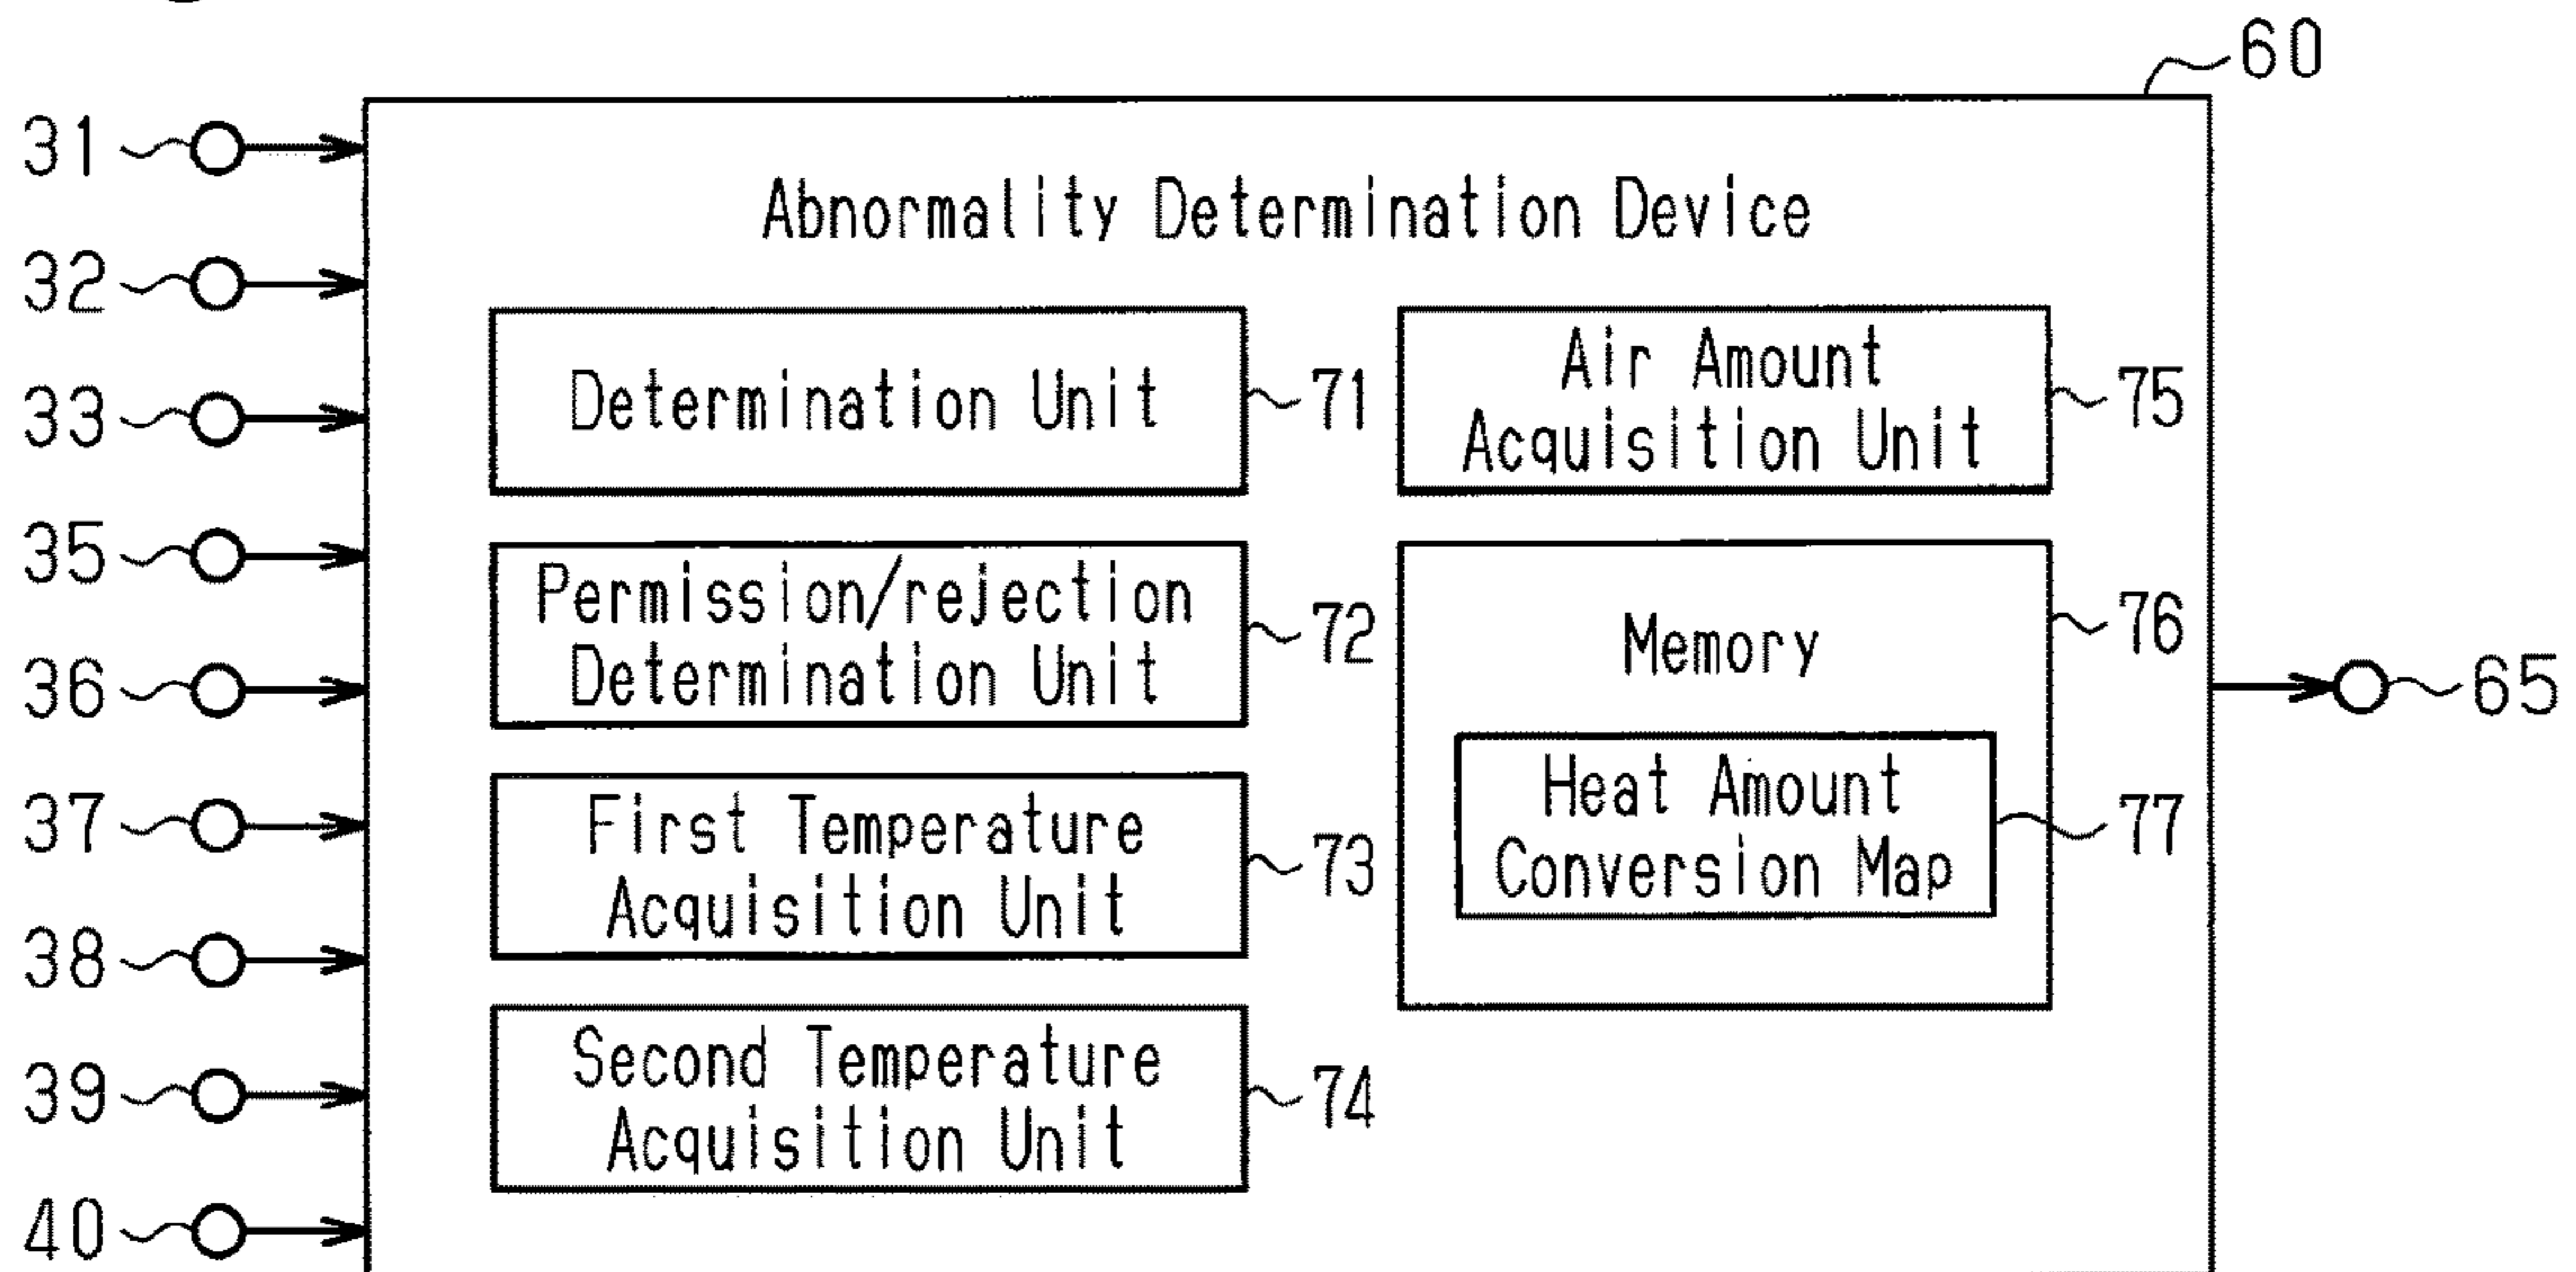 60
31
Abnormality Determination Device
32
33
Determination Unit
71
Air Amount
Acquisition Unit
75
35
Permission/rejection
Determination Unit
72
Memory
76
36
65
Heat Amount
Conversion Map
77
37
First Temperature
Acquisition Unit
73
38
39
Second Temperature
Acquisition Unit
74
40